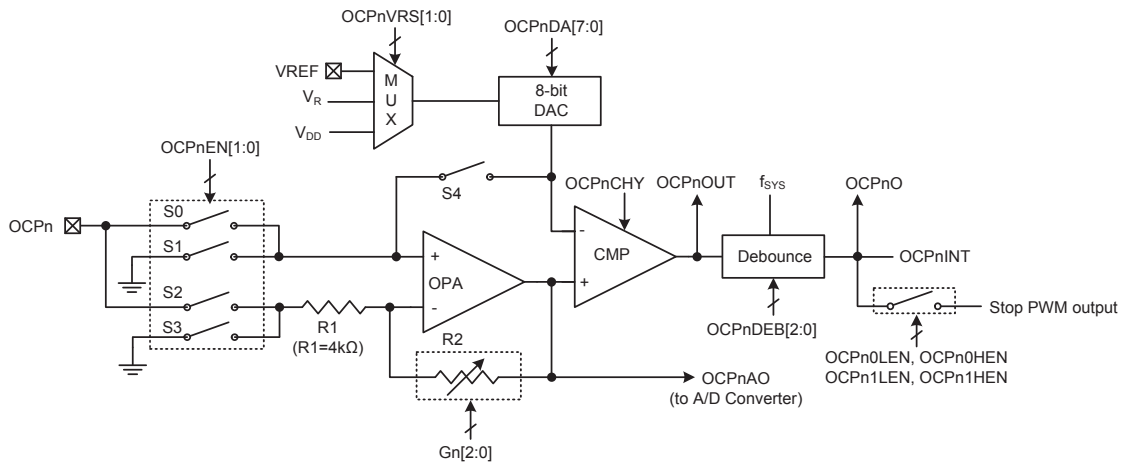 OCPnVRS[1:0]
OCPnDA[7:0]
VREF
VR
VDD
M
U
X
8-bit
DAC
OCPnEN[1:0]
S4
OCPnCHY
OCPnOUT
fSYS
OCPnO
OCPn
S0
S1
S2
S3
+
OPA
-
-
CMP
+
Debounce
OCPnINT
R1
(R1=4kΩ)
R2
OCPnDEB[2:0]
Stop PWM output
OCPn0LEN, OCPn0HEN
OCPn1LEN, OCPn1HEN
OCPnAO
(to A/D Converter)
Gn[2:0]